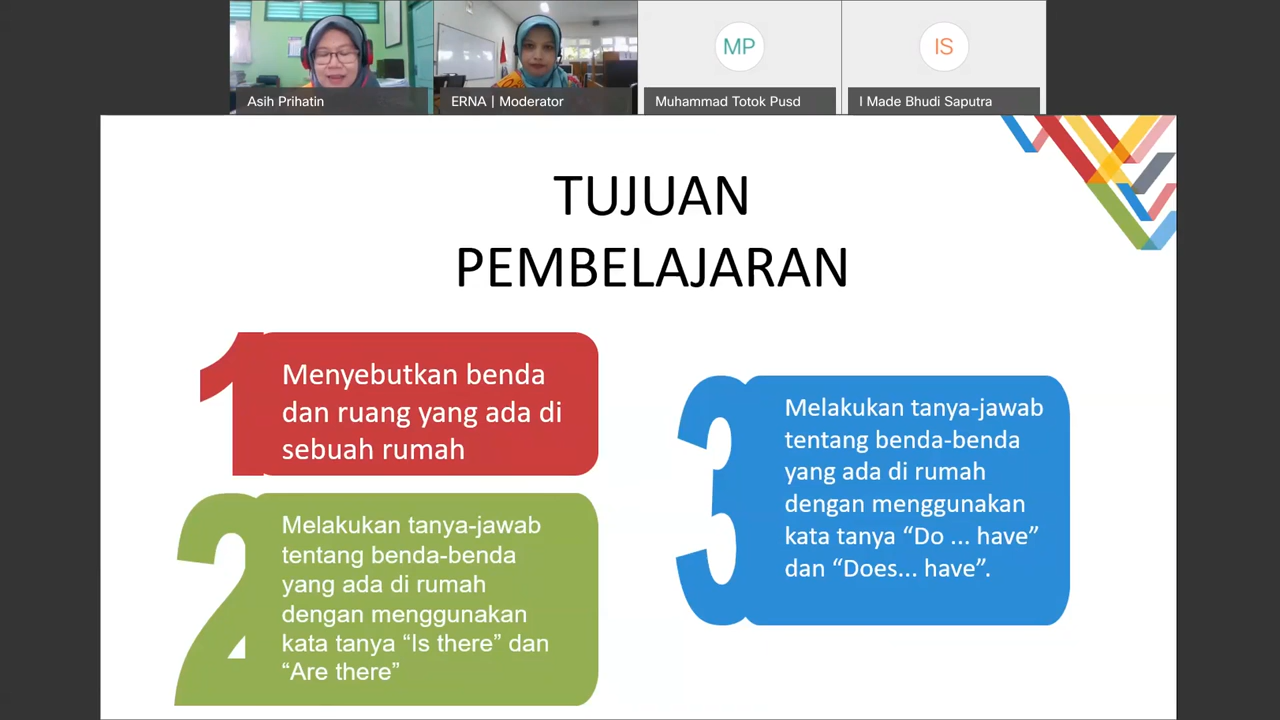 MP
IS
Asih Prihatin
ERNA | Moderator
Muhammad Totok Pusd
I Made Bhudi Saputra
TUJUAN
PEMBELAJARAN
1
Menyebutkan benda
dan ruang yang ada di
sebuah rumah
2
Melakukan tanya-jawab
tentang benda-benda
yang ada di rumah
dengan menggunakan
kata tanya “Is there” dan
“Are there”
3
Melakukan tanya-jawab
tentang benda-benda
yang ada di rumah
dengan menggunakan
kata tanya “Do ... have”
dan “Does... have”.